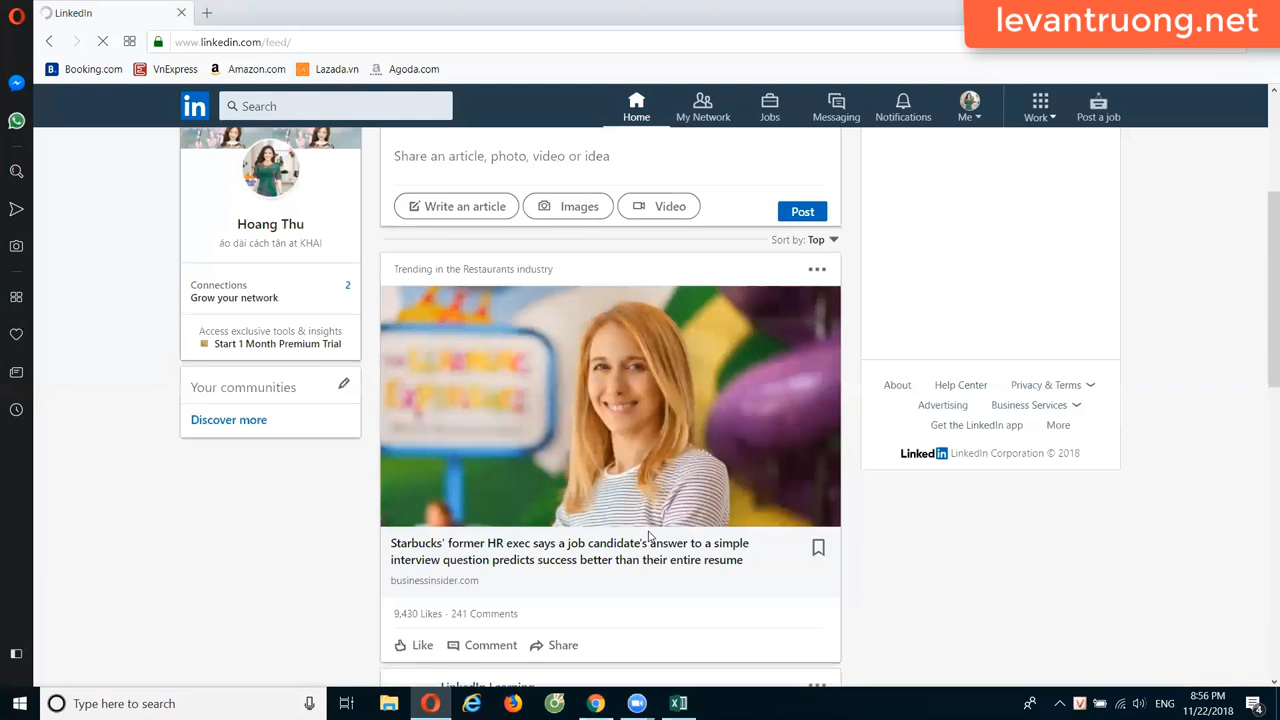 LinkedIn
levantruong.net
www.linkedin.com/feed/
B Booking.com VnExpress a Amazon.com Lazada.vn a Agoda.com
in Search Home My Network Jobs Messaging Notifications Me Work Post a job
Share an article, photo, video or idea
Write an article Images Video Post
Hoang Thu
áo dài cách tân at KHAI
Connections 2
Grow your network
Access exclusive tools & insights
Start 1 Month Premium Trial
Your communities
Discover more
Sort by: Top
Trending in the Restaurants industry
Starbucks' former HR exec says a job candidate's answer to a simple
interview question predicts success better than their entire resume
businessinsider.com
9,430 Likes · 241 Comments
Like Comment Share
LinkedIn Learning
About Help Center Privacy & Terms
Advertising Business Services
Get the LinkedIn app More
Linked in LinkedIn Corporation © 2018
Type here to search
V ENG
8:56 PM
11/22/2018
4